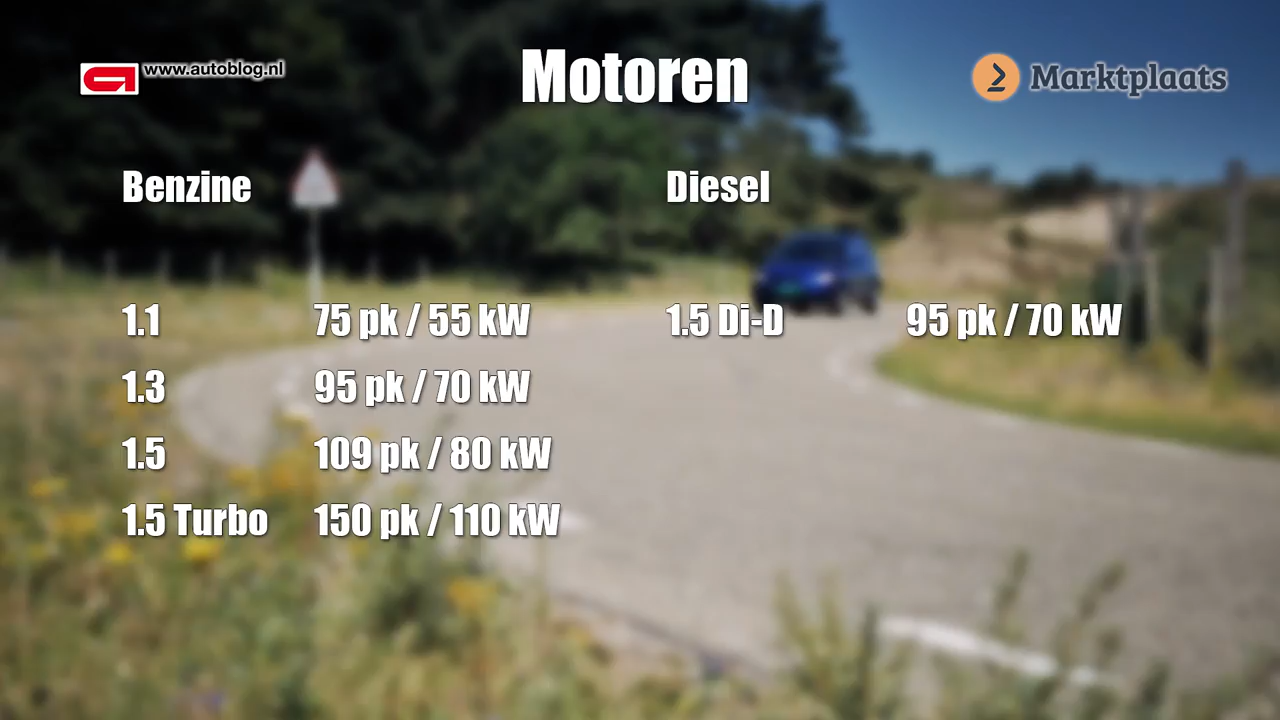 www.autoblog.nl
Motoren
Marktplaats
Benzine
Diesel
1.1 75 pk / 55 kW 1.5 Di-D 95 pk / 70 kW
1.3 95 pk / 70 kW
1.5 109 pk / 80 kW
1.5 Turbo 150 pk / 110 kW